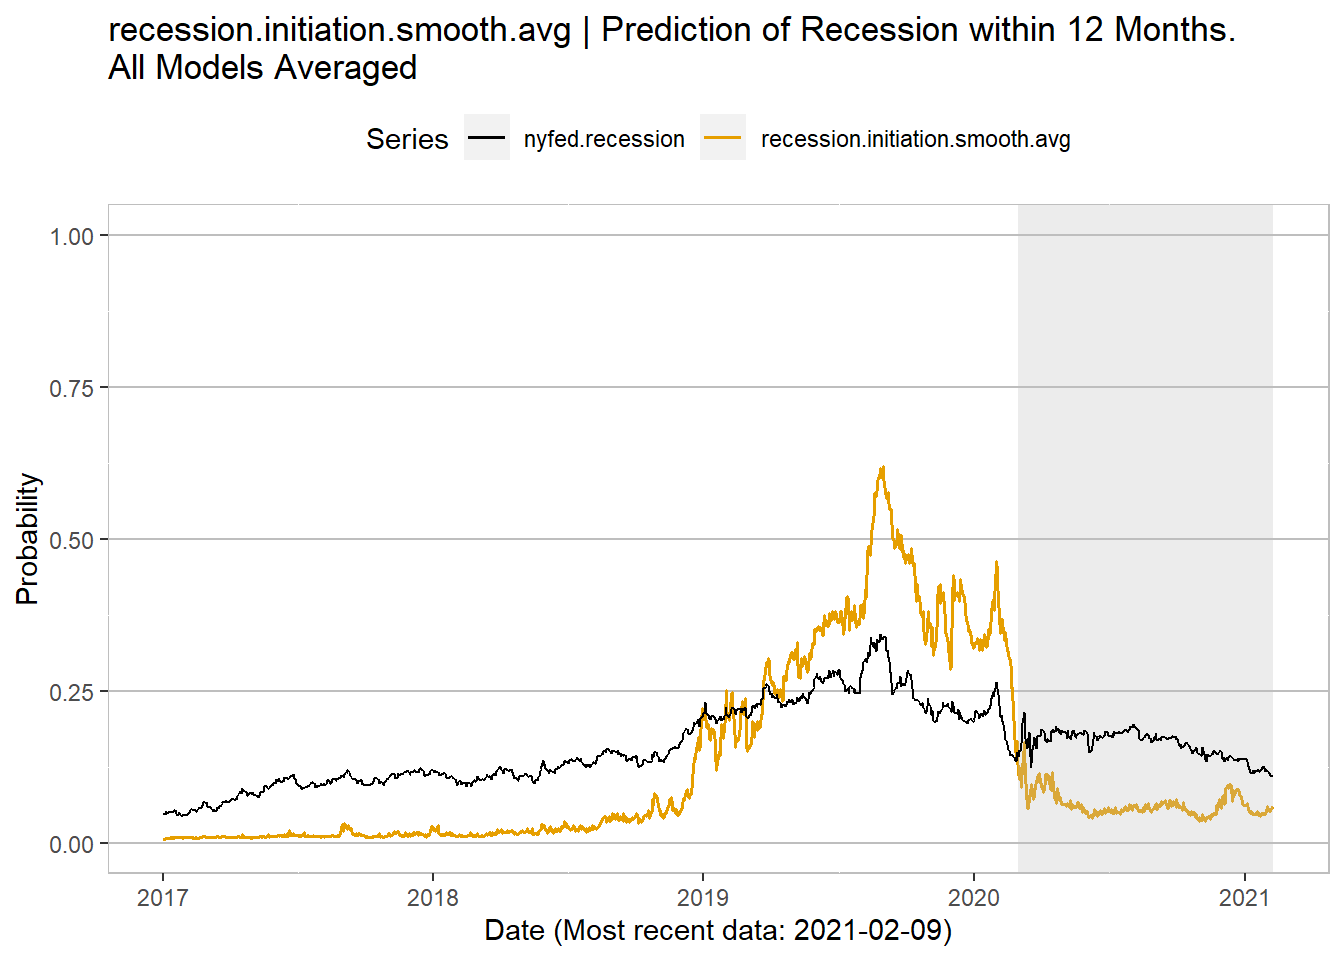 recession.initiation.smooth.avg | Prediction of Recession within 12 Months.
All Models Averaged
Series nyfed.recession recession.initiation.smooth.avg
1.00
0.75
0.50
0.25
0.00
Probability
2017 2018 2019 2020 2021
Date (Most recent data: 2021-02-09)